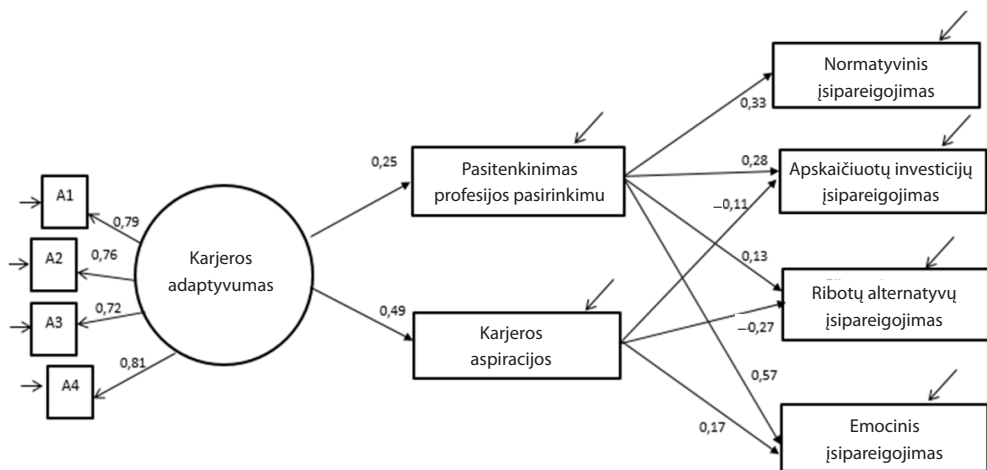 Normatyvinis
įsipareigojimas
0,33
0,25
Pasitenkinimas
profesijos pasirinkimu
0,28
Apskaičiuotų investicijų
įsipareigojimas
A1
0,79
–0,11
A2
0,76
Karjeros
adaptyvumas
0,13
A3
0,72
0,49
Karjeros
aspiracijos
Ribotų alternatyvų
įsipareigojimas
–0,27
A4
0,81
0,57
0,17
Emocinis
įsipareigojimas